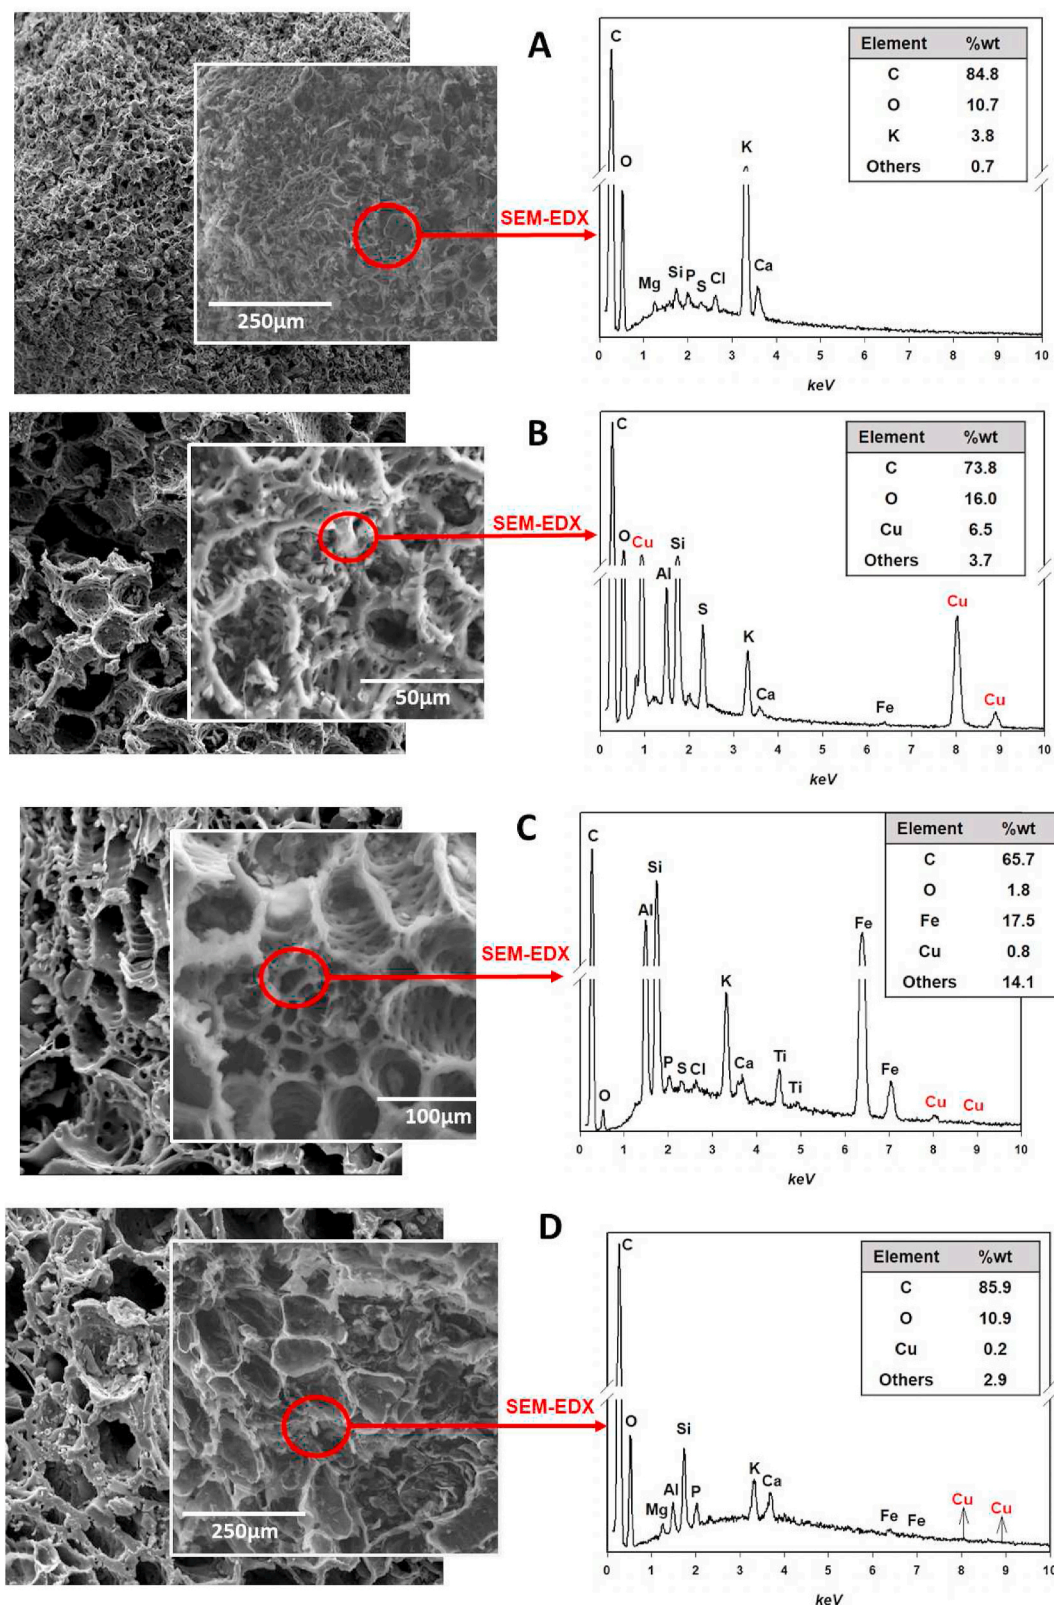 A
Element %wt
C 84.8
O 10.7
K 3.8
Others 0.7
C
O
K
Mg Si P S Cl Ca
SEM-EDX
250µm
0 1 2 3 4 5 6 7 8 9 10
keV
B
Element %wt
C 73.8
O 16.0
Cu 6.5
Others 3.7
C
O Cu Si
Al
S
K
Ca
Fe
Cu
Cu
SEM-EDX
50µm
0 1 2 3 4 5 6 7 8 9 10
keV
C
Element %wt
C 65.7
O 1.8
Fe 17.5
Cu 0.8
Others 14.1
C
Si
Al
Fe
K
P S Cl Ca Ti Ti
Fe
O
Cu Cu
SEM-EDX
100µm
0 1 2 3 4 5 6 7 8 9 10
keV
D
Element %wt
C 85.9
O 10.9
Cu 0.2
Others 2.9
C
O
Si
Mg Al P K Ca
Fe Fe
Cu Cu
SEM-EDX
250µm
0 1 2 3 4 5 6 7 8 9 10
keV